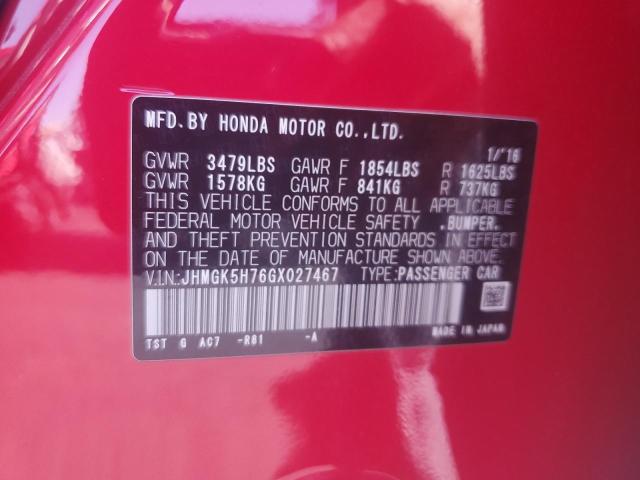 MFD.BY HONDA MOTOR CO.,LTD.
1/'16
GVWR 3479LBS GAWR F 1854LBS R 1625LBS
GVWR 1578KG GAWR F 841KG R 737KG
THIS VEHICLE CONFORMS TO ALL APPLICABLE
FEDERAL MOTOR VEHICLE SAFETY ,BUMPER,
AND THEFT PREVENTION STANDARDS IN EFFECT
ON THE DATE OF MANUFACTURE SHOWN ABOVE.
V.I.N:JHMGK5H76GX027467 TYPE:PASSENGER CAR
MADE IN JAPAN
TST G AC7 -R81 -A